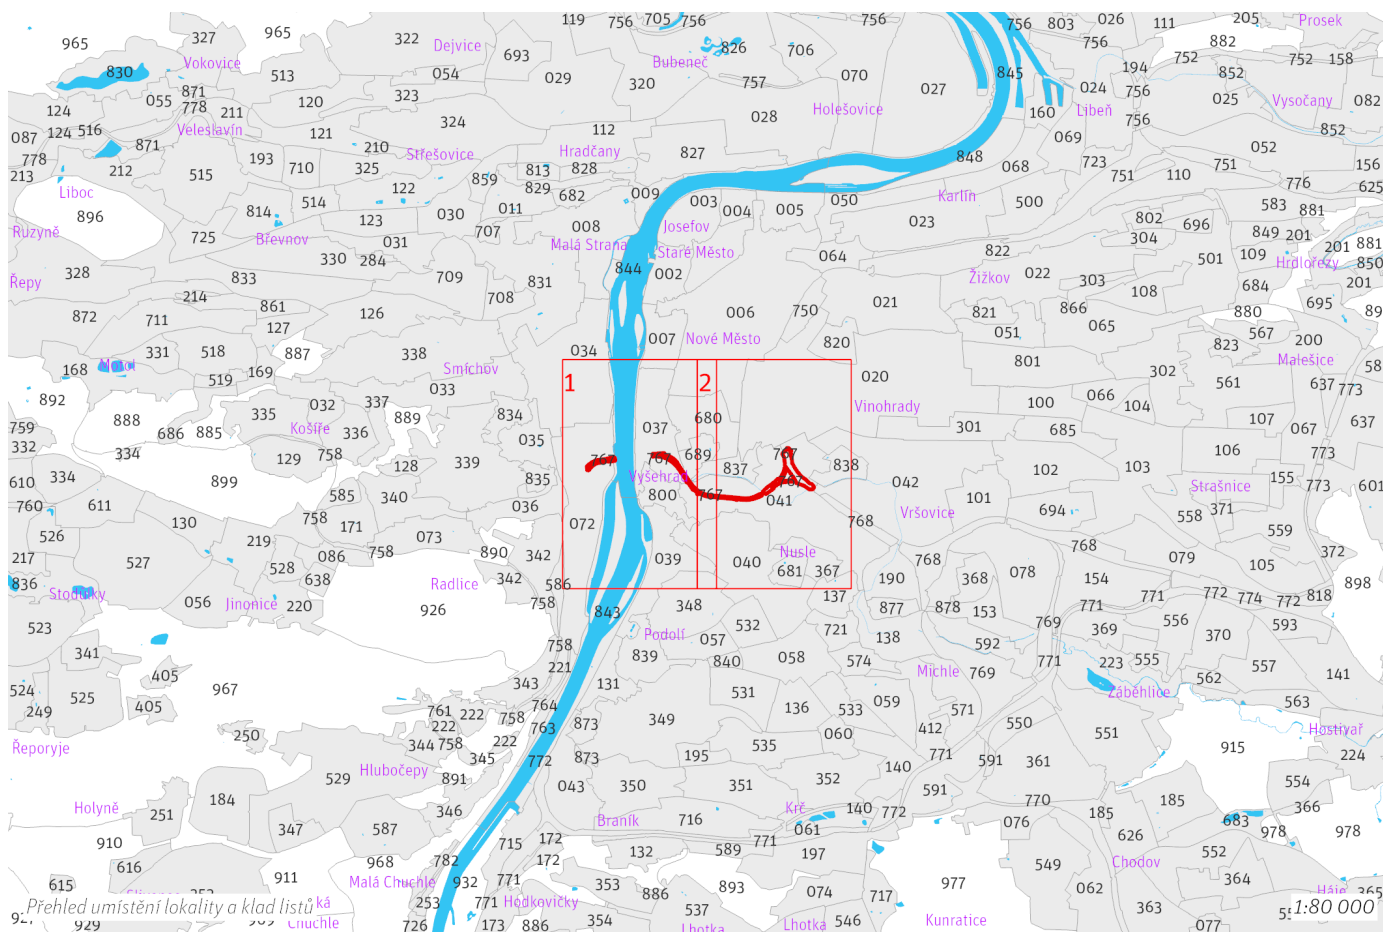 119 756 705 756 756 756 803 026 111 205 Prosek
965 327 965 322 Dejvice 693 Bubeneč 826 706 756 882
Vokovice 752 752 158
830 513 054 029 320 757 070 027 845 194 852
871 024 756 025 Vysočany 082
124 055 778 211 120 323 Holešovice 160 Libeň
087 124 516 Veleslavín 121 324 112 028 069 756 852
871 210 Střešovice Hradčany 827 848 052
778 193 710 325 813 828 068 723 751 156
213 212 515 859 829 751 110 776 625
Liboc 122 682 009 003 050 Karlín 500
896 814 514 123 030 011 004 005 023 802 696 583 881
Ruzyně 725 Břevnov 031 707 008 Josefov 822 304 849 201 201 881
Malá Strana Staré Město 064 501 109 Hrdlořezy 850
330 284 844 002 Žižkov 022 303
328 833 709 831 684 201
Řepy 214 861 708 006 750 021 821 866 108 695
872 711 127 126 007 051 065 880 567 89
Nové Město 820 823 200
331 518 887 338 034 801 Malešice
168 Motol 519 169 Smíchov 1 2 020 302 58
892 033 561 637 773
888 335 032 337 889 834 680 Vinohrady 100 066 104
759 686 885 Košíře 336 037 301 685 107 067 637
332 334 129 758 035 767 767 689 767 106 773
334 899 128 339 837 838 102 103
610 835 Vyšehrad 767 042 Strašnice 155 773 601
760 611 585 340 800 767 041 101
036 694 371
526 130 758 171 072 768 Vršovice 558 559
219 073 768
217 527 086 758 890 342 039 Nusle 768 079 372
836 528 638 342 040 681 367 190 368 078 154 105 898
Stodůlky 056 Jinonice 220 Radlice 586 137 772 774 772 818
926 758 843 348 877 878 153 771 771
523 532 721 769 369 556 370 593
341 758 Podolí 057 138 592
221 839 840 058 574 Michle 769 771 223 555 557
405 967 343 131 562 141
524 525 405 531 Záběhlice
249 761 222 758 764 136 533 059 571 563
222 763 873 349 412 550 Hostivař
Řeporyje 250 344 758 222 535 060 551 915 224
345 772 873 195 771 591 361
529 Hlubočepy 891 043 350 351 352 140 591 554
Holyně 184 Krč 140 772 770 185 185 366
251 346 716 076 683
347 587 Braník 061 626 978 978
910 715 172 771
616 968 782 172 132 589 197 549 Chodov 552
911 Malá Chuchle 932 771 353 893 074 977 364
615 253 771 Hodkovičky 886 717 062 Háje 365
Přehled umístění lokality a klad listů 537 363 1:80 000
929 Chuchle 726 173 886 354 Lhotka Lhotka 546 Kunratice 077